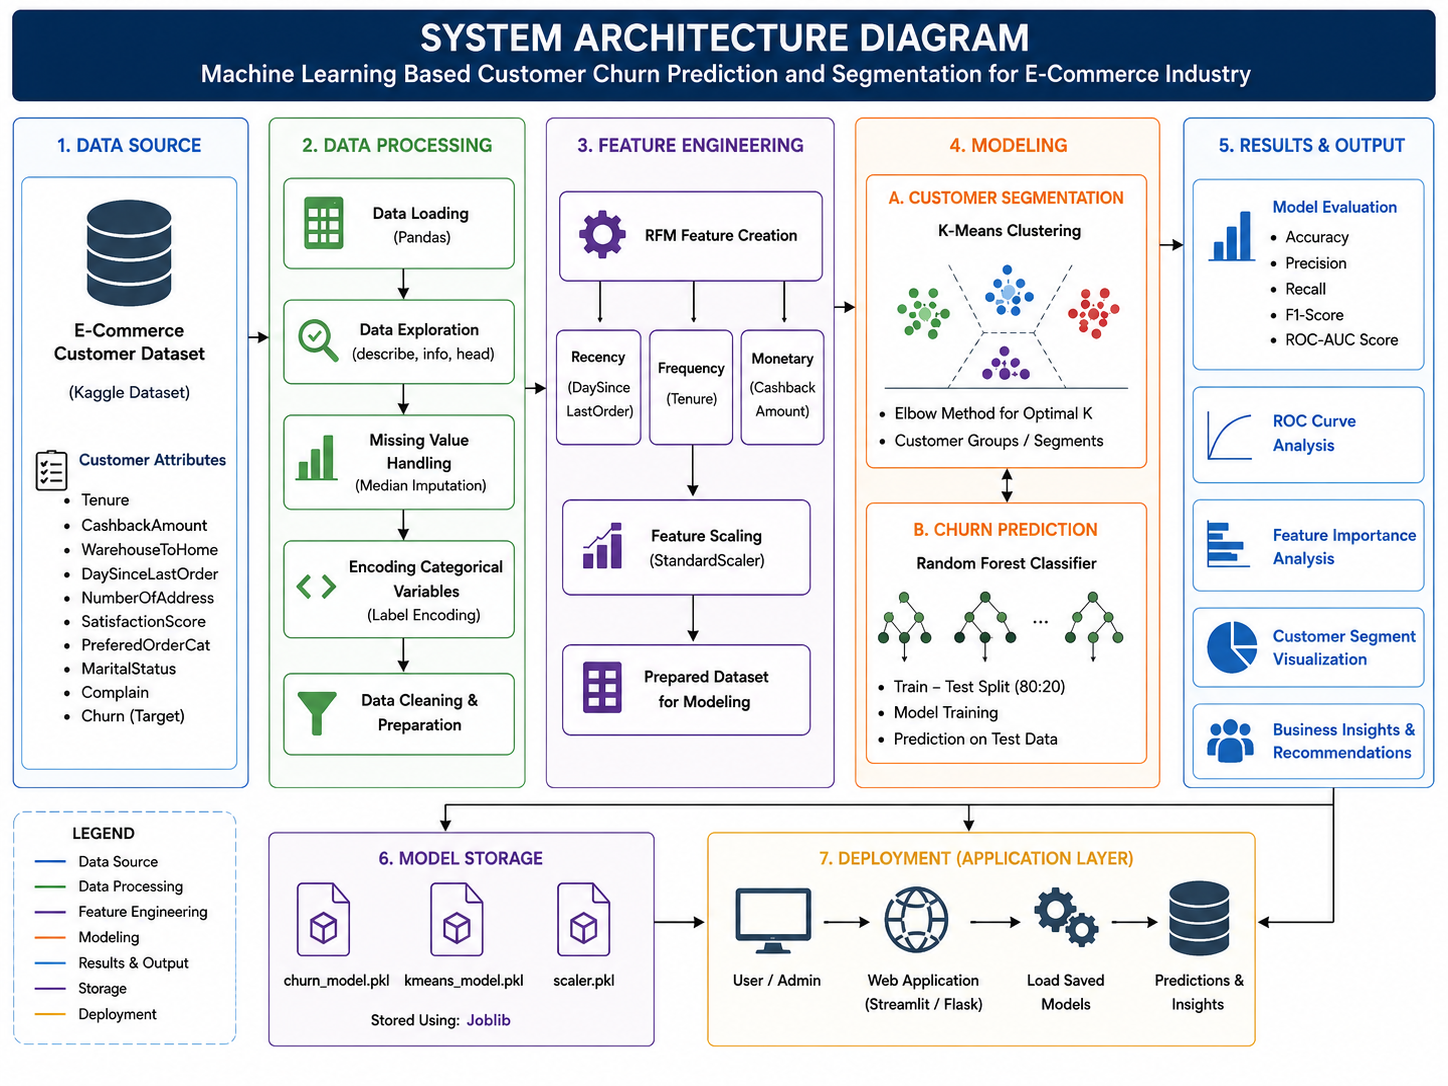 SYSTEM ARCHITECTURE DIAGRAM
Machine Learning Based Customer Churn Prediction and Segmentation for E-Commerce Industry
1. DATA SOURCE
E-Commerce
Customer Dataset
(Kaggle Dataset)
Customer Attributes
• Tenure
• CashbackAmount
• WarehouseToHome
• DaySinceLastOrder
• NumberOfAddress
• SatisfactionScore
• PreferedOrderCat
• MaritalStatus
• Complain
• Churn (Target)
2. DATA PROCESSING
Data Loading
(Pandas)
Data Exploration
(describe, info, head)
Missing Value
Handling
(Median Imputation)
Encoding Categorical
Variables
(Label Encoding)
Data Cleaning &
Preparation
3. FEATURE ENGINEERING
RFM Feature Creation
Recency
(DaySince
LastOrder)
Frequency
(Tenure)
Monetary
(Cashback
Amount)
Feature Scaling
(StandardScaler)
Prepared Dataset
for Modeling
4. MODELING
A. CUSTOMER SEGMENTATION
K-Means Clustering
• Elbow Method for Optimal K
• Customer Groups / Segments
B. CHURN PREDICTION
Random Forest Classifier
...
• Train – Test Split (80:20)
• Model Training
• Prediction on Test Data
5. RESULTS & OUTPUT
Model Evaluation
• Accuracy
• Precision
• Recall
• F1-Score
• ROC-AUC Score
ROC Curve
Analysis
Feature Importance
Analysis
Customer Segment
Visualization
Business Insights &
Recommendations
LEGEND
Data Source
Data Processing
Feature Engineering
Modeling
Results & Output
Storage
Deployment
6. MODEL STORAGE
churn_model.pkl
kmeans_model.pkl
scaler.pkl
Stored Using: Joblib
7. DEPLOYMENT (APPLICATION LAYER)
User / Admin
Web Application
(Streamlit / Flask)
Load Saved
Models
Predictions &
Insights